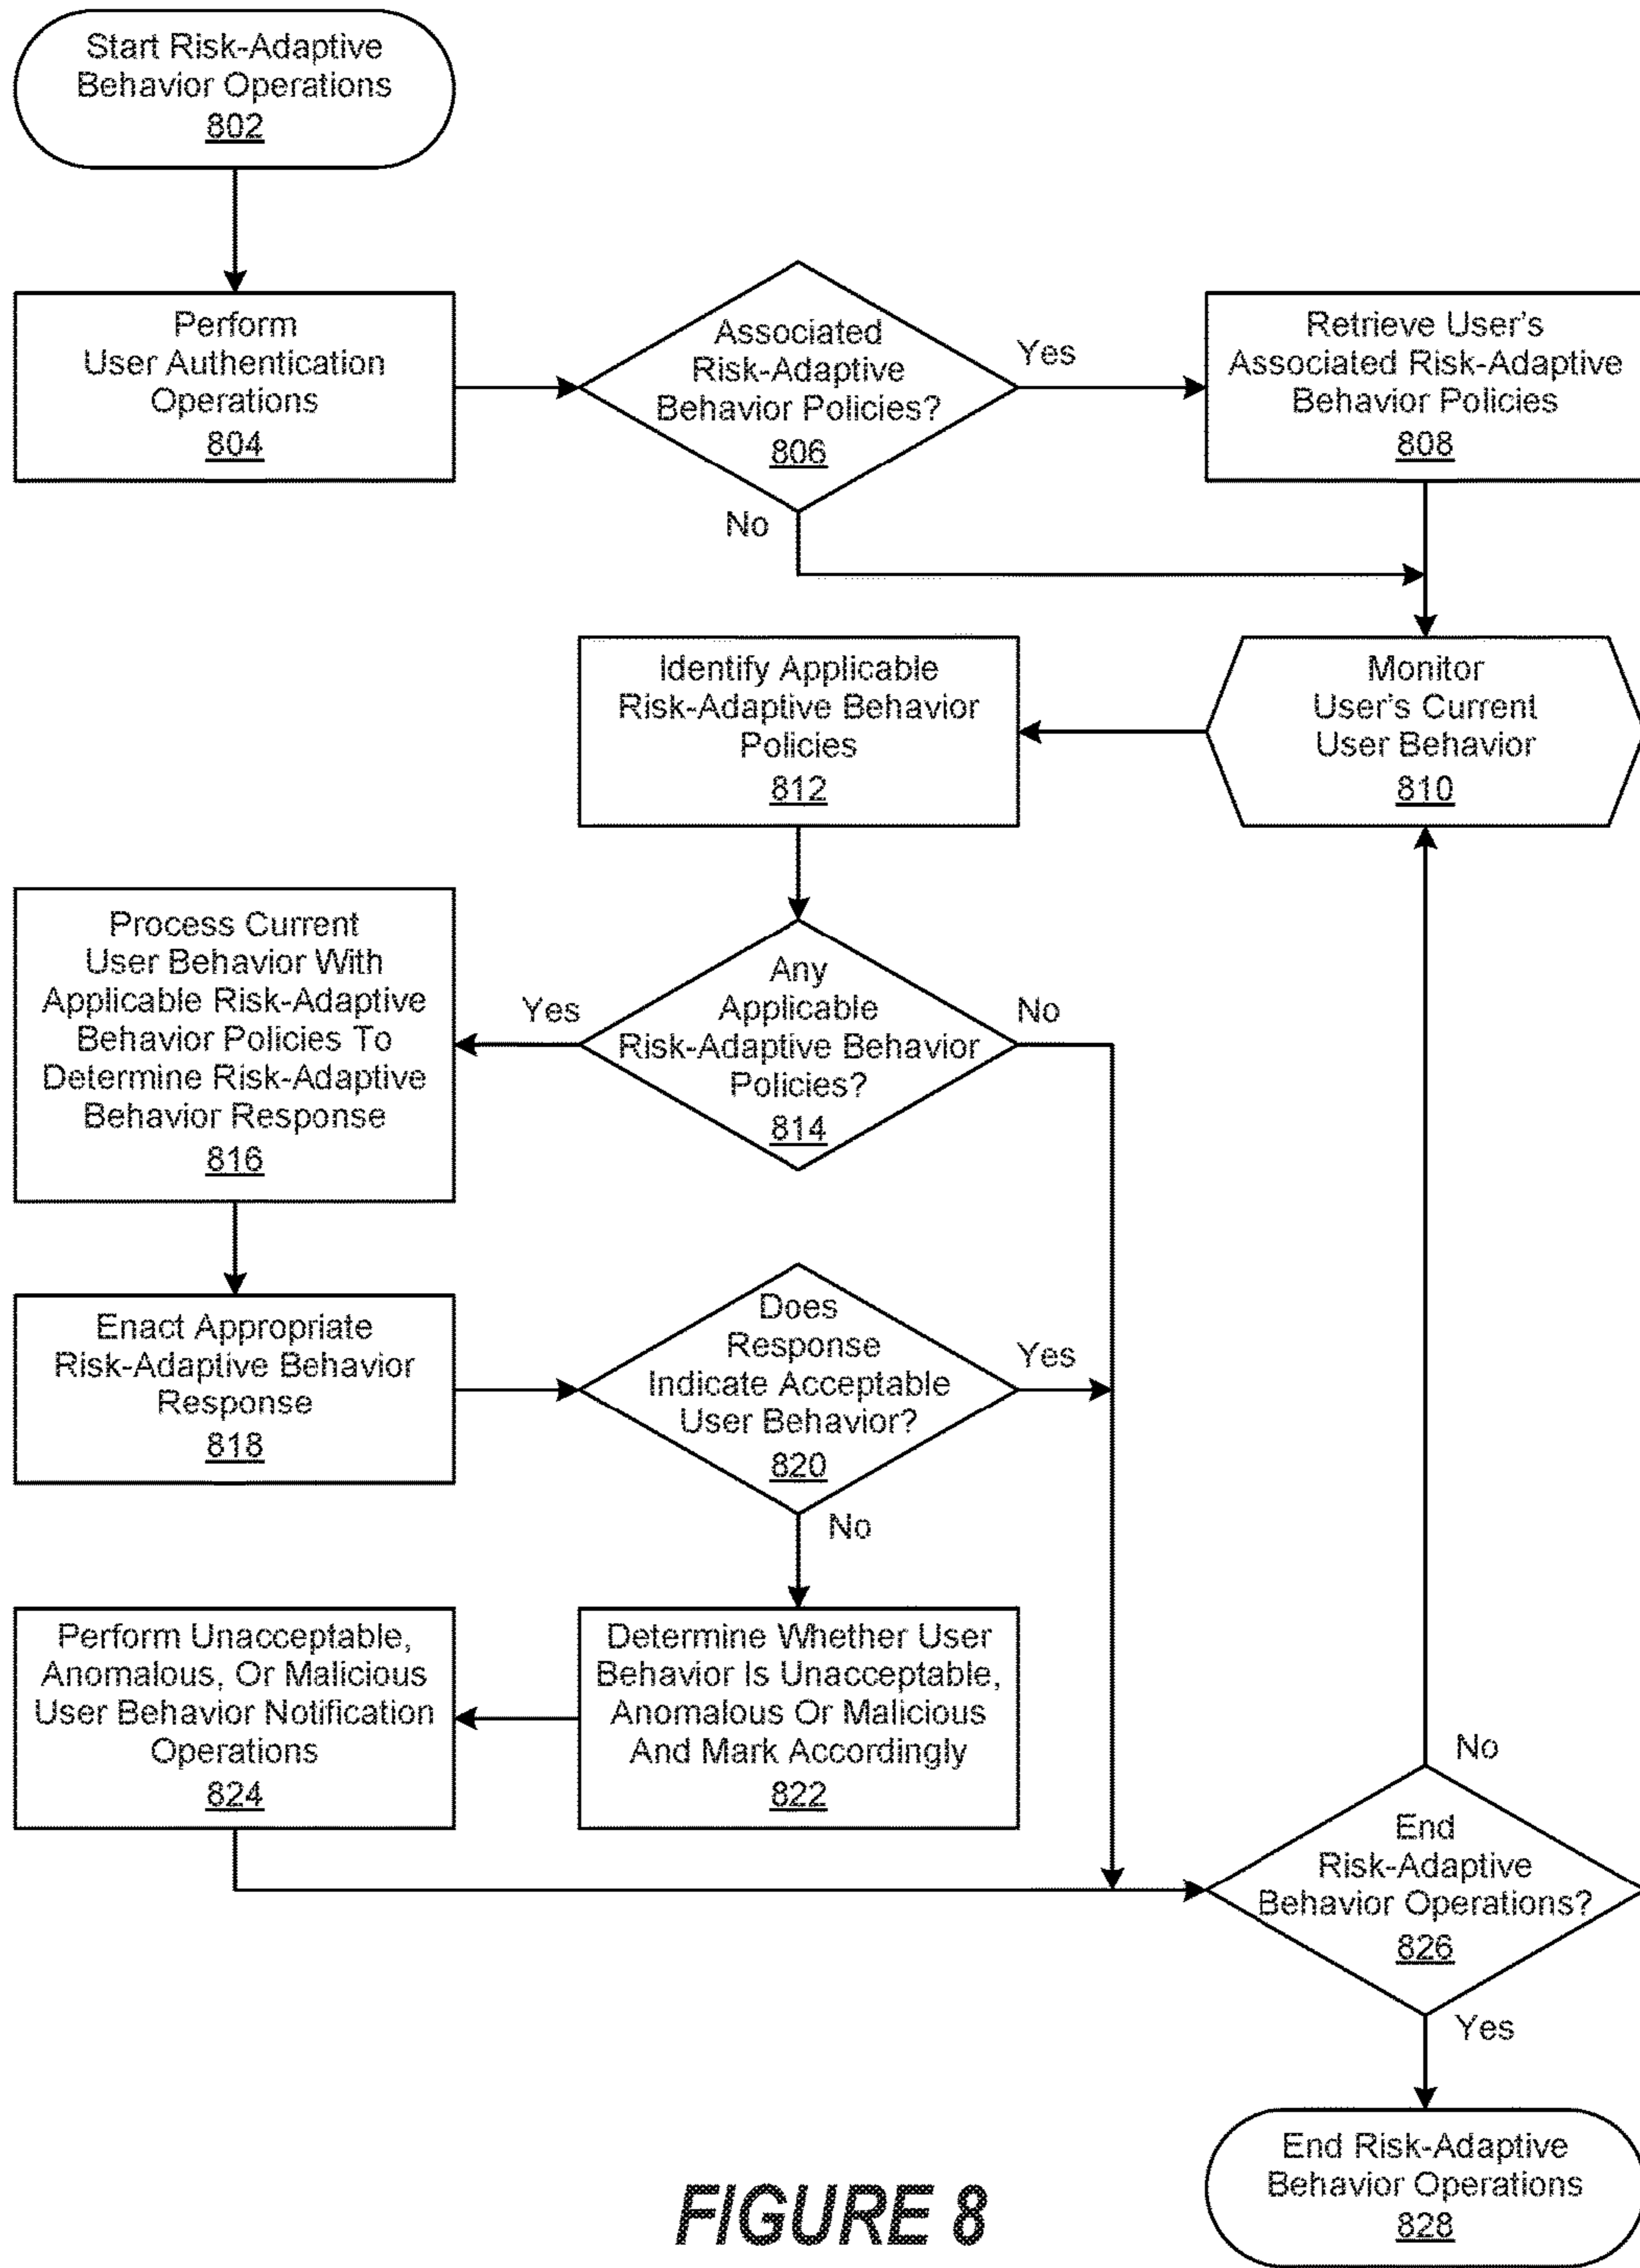 Start Risk-Adaptive
Behavior Operations
802
Perform
User Authentication
Operations
804
Associated
Risk-Adaptive
Behavior Policies?
806
Yes
No
Retrieve User's
Associated Risk-Adaptive
Behavior Policies
808
Monitor
User's Current
User Behavior
810
Identify Applicable
Risk-Adaptive Behavior
Policies
812
Any
Applicable
Risk-Adaptive Behavior
Policies?
814
Yes
No
Process Current
User Behavior With
Applicable Risk-Adaptive
Behavior Policies To
Determine Risk-Adaptive
Behavior Response
816
Enact Appropriate
Risk-Adaptive Behavior
Response
818
Does
Response
Indicate Acceptable
User Behavior?
820
Yes
No
Determine Whether User
Behavior Is Unacceptable,
Anomalous Or Malicious
And Mark Accordingly
822
Perform Unacceptable,
Anomalous, Or Malicious
User Behavior Notification
Operations
824
End
Risk-Adaptive
Behavior Operations?
826
No
Yes
End Risk-Adaptive
Behavior Operations
828
FIGURE 8